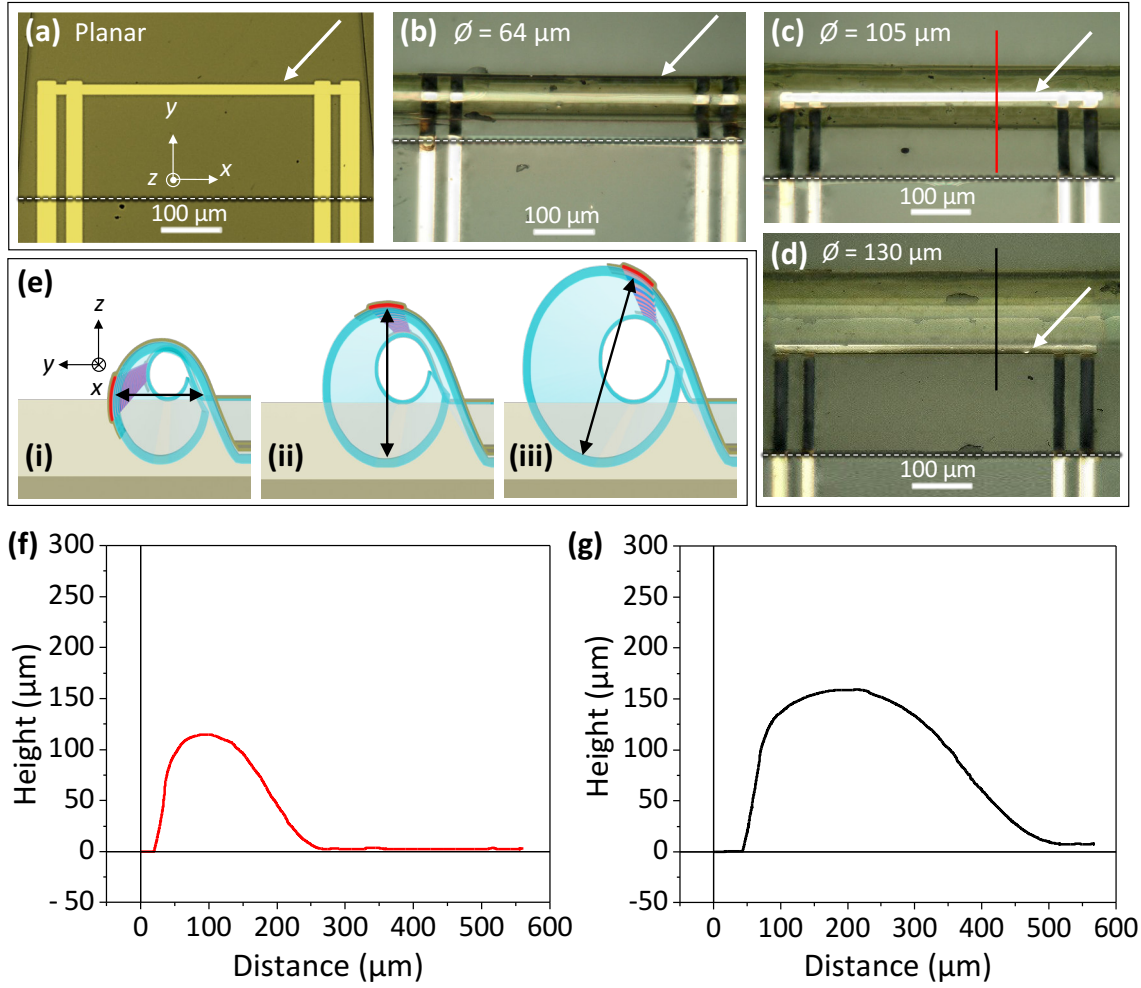 (a) Planar
y
z
x
100 µm
(b) Ø = 64 µm
100 µm
(c) Ø = 105 µm
100 µm
(d) Ø = 130 µm
100 µm
(e)
z
y
x
(i)
(ii)
(iii)
(f)
300
250
200
150
100
50
0
- 50
0 100 200 300 400 500 600
Height (µm)
Distance (µm)
(g)
300
250
200
150
100
50
0
- 50
0 100 200 300 400 500 600
Height (µm)
Distance (µm)